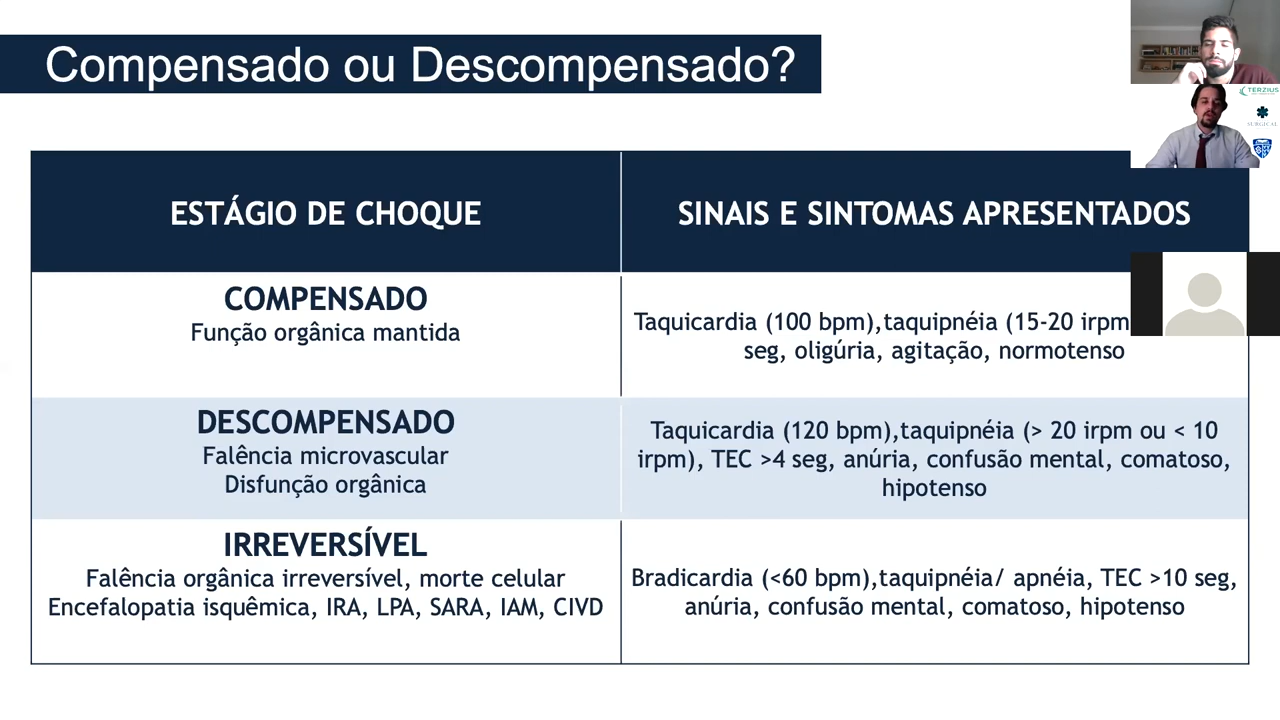 Compensado ou Descompensado?
TERZIUS
ESTÁGIO DE CHOQUE
SINAIS E SINTOMAS APRESENTADOS
COMPENSADO
Função orgânica mantida
Taquicardia (100 bpm),taquipnéia (15-20 irpm
seg, oligúria, agitação, normotenso
DESCOMPENSADO
Falência microvascular
Disfunção orgânica
Taquicardia (120 bpm),taquipnéia (> 20 irpm ou < 10
irpm), TEC >4 seg, anúria, confusão mental, comatoso,
hipotenso
IRREVERSÍVEL
Falência orgânica irreversível, morte celular
Encefalopatia isquêmica, IRA, LPA, SARA, IAM, CIVD
Bradicardia (<60 bpm),taquipnéia/ apnéia, TEC >10 seg,
anúria, confusão mental, comatoso, hipotenso